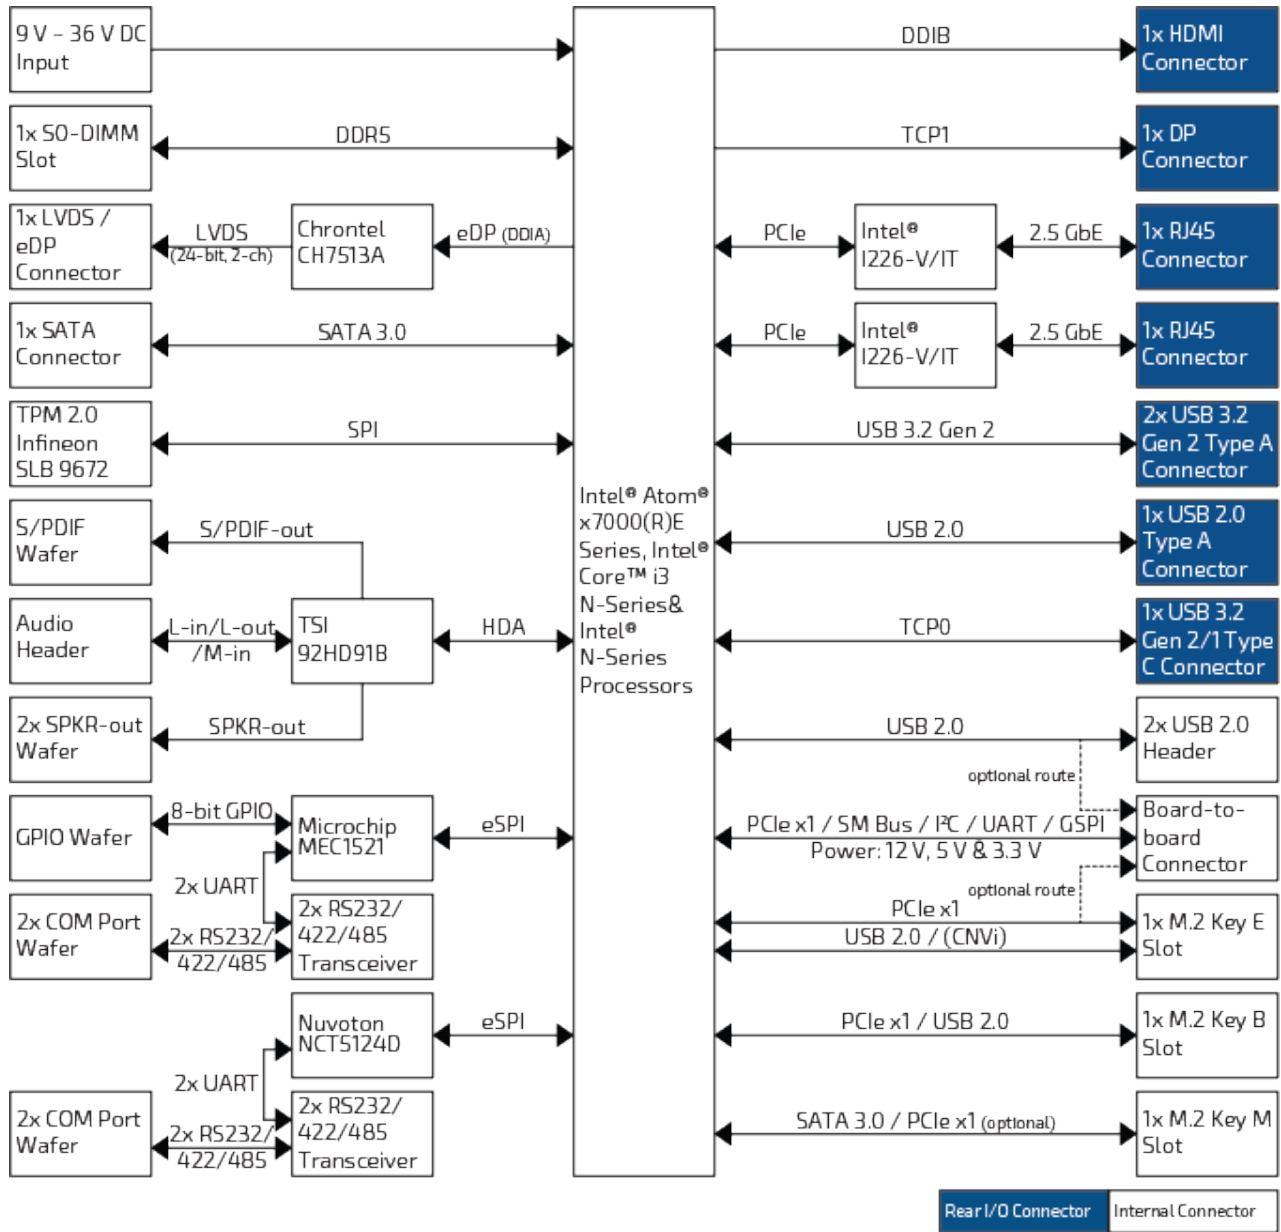 9 V – 36 V DC
Input
DDIB
1x HDMI
Connector
1x SO-DIMM
Slot
DDR5
TCP1
1x DP
Connector
1x LVDS /
eDP
Connector
LVDS
(24-bit, 2-ch)
Chrontel
CH7513A
eDP (DDIA)
PCIe
Intel®
I226-V/IT
2.5 GbE
1x RJ45
Connector
1x SATA
Connector
SATA 3.0
PCIe
Intel®
I226-V/IT
2.5 GbE
1x RJ45
Connector
TPM 2.0
Infineon
SLB 9672
SPI
USB 3.2 Gen 2
2x USB 3.2
Gen 2 Type A
Connector
Intel® Atom®
x7000(R)E
Series, Intel®
Core™ i3
N-Series&
Intel®
N-Series
Processors
S/PDIF
Wafer
S/PDIF-out
USB 2.0
1x USB 2.0
Type A
Connector
Audio
Header
L-in/L-out
/M-in
TSI
92HD91B
HDA
TCP0
1x USB 3.2
Gen 2/1 Type
C Connector
2x SPKR-out
Wafer
SPKR-out
USB 2.0
2x USB 2.0
Header
optional route
GPIO Wafer
8-bit GPIO
Microchip
MEC1521
eSPI
PCIe x1 / SM Bus / I²C / UART / GSPI
Power: 12 V, 5 V & 3.3 V
Board-to-
board
Connector
2x UART
optional route
2x COM Port
Wafer
2x RS232/
422/485
2x RS232/
422/485
Transceiver
PCIe x1
USB 2.0 / (CNVi)
1x M.2 Key E
Slot
Nuvoton
NCT5124D
eSPI
PCIe x1 / USB 2.0
1x M.2 Key B
Slot
2x UART
2x COM Port
Wafer
2x RS232/
422/485
2x RS232/
422/485
Transceiver
SATA 3.0 / PCIe x1 (optional)
1x M.2 Key M
Slot
Rear I/O Connector
Internal Connector